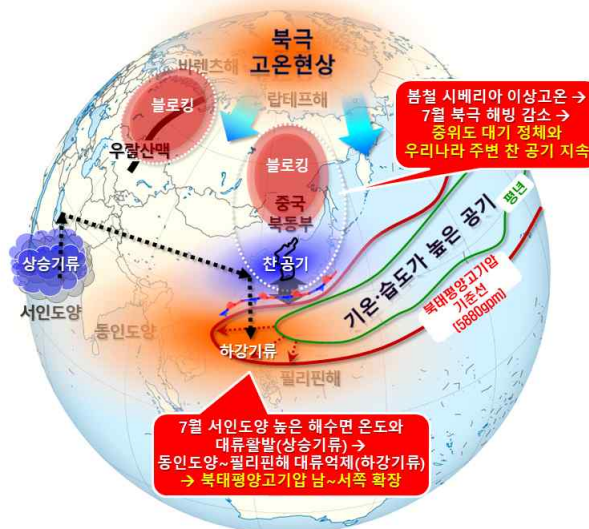 북극
고온현상
바렌츠해
랍테프해
블로킹
우랄산맥
블로킹
중국
북동부
찬 공기
봄철 시베리아 이상고온 →
7월 북극 해빙 감소 →
중위도 대기 정체와
우리나라 주변 찬 공기 지속
평년
기온·습도가 높은 공기
북태평양고기압
기준선
(5880gpm)
상승기류
서인도양
동인도양
하강기류
필리핀해
7월 서인도양 높은 해수면 온도와
대류활발(상승기류) →
동인도양~필리핀해 대류억제(하강기류)
→ 북태평양고기압 남~서쪽 확장